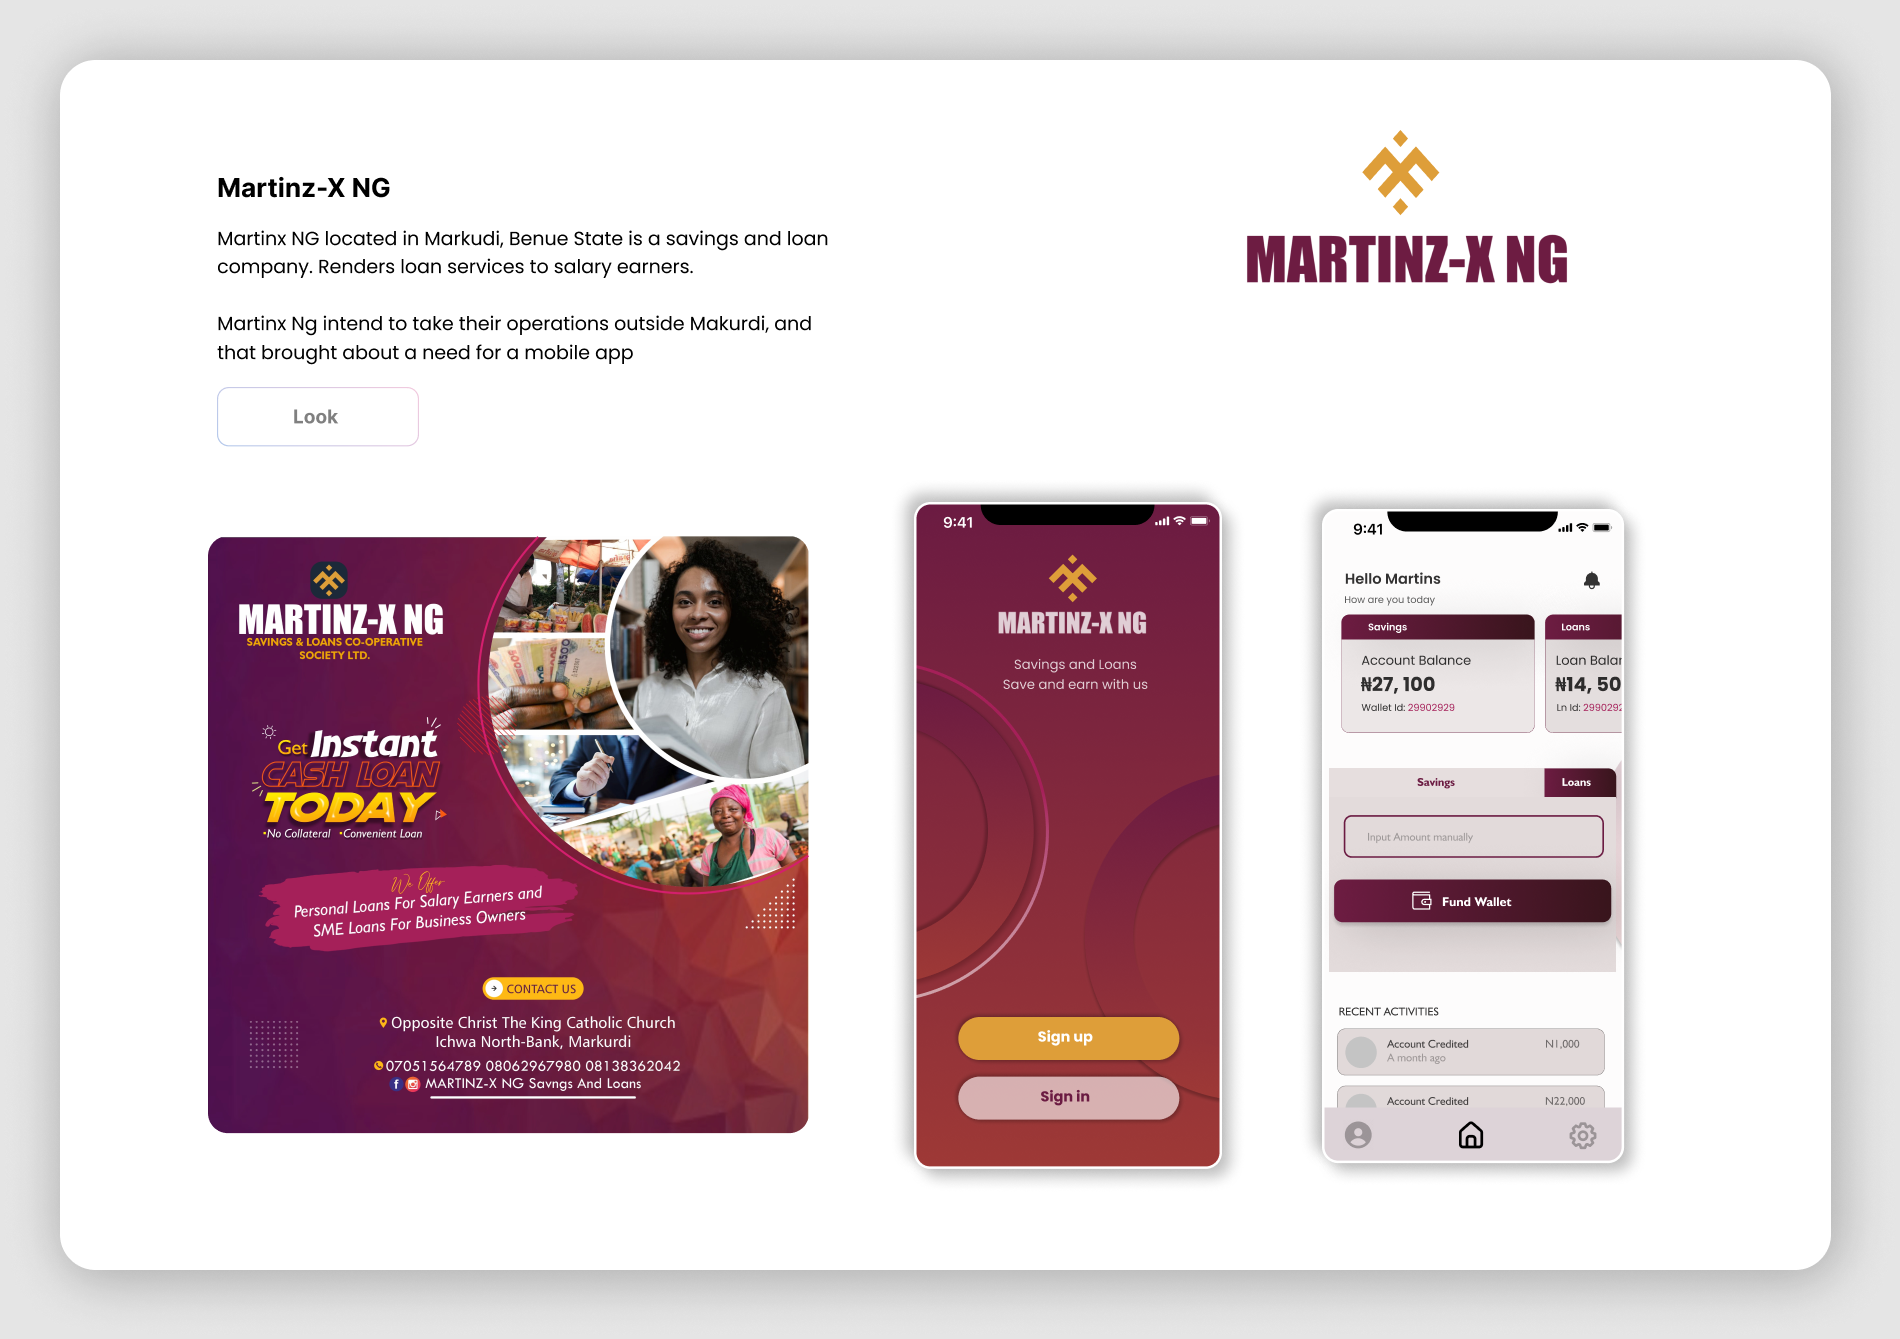 Martinz-X NG
Martinx NG located in Markudi, Benue State is a savings and loan
company. Renders loan services to salary earners.
Martinx Ng intend to take their operations outside Makurdi, and
that brought about a need for a mobile app
Look
MARTINZ-X NG
MARTINZ-X NG
SAVINGS & LOANS CO-OPERATIVE
SOCIETY LTD.
Get Instant
CASH LOAN
TODAY
•No Collateral •Convenient Loan
We Offer
Personal Loans For Salary Earners and
SME Loans For Business Owners
CONTACT US
Opposite Christ The King Catholic Church
Ichwa North-Bank, Markurdi
07051564789 08062967980 08138362042
MARTINZ-X NG Savngs And Loans
9:41
MARTINZ-X NG
Savings and Loans
Save and earn with us
Sign up
Sign in
9:41
Hello Martins
How are you today
Savings
Account Balance
₦27, 100
Wallet Id: 29902929
Loans
Loan Balar
₦14, 50
Ln Id: 2990292
Savings
Loans
Input Amount manually
Fund Wallet
RECENT ACTIVITIES
Account Credited N1,000
A month ago
Account Credited N22,000